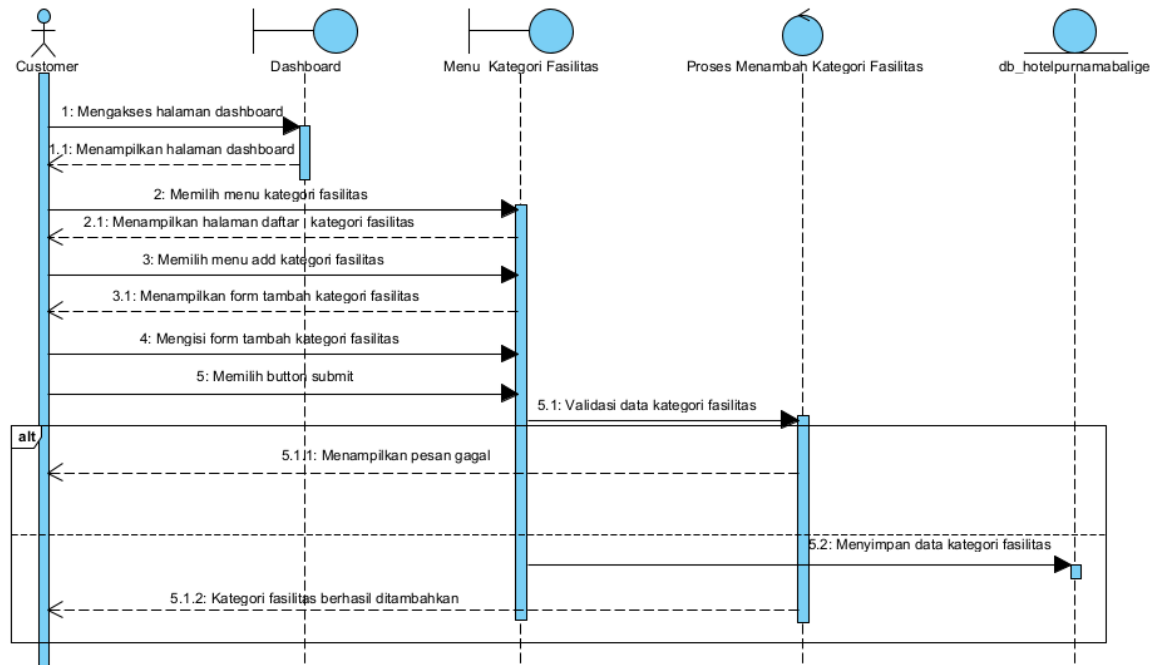 Customer
Dashboard
Menu Kategori Fasilitas
Proses Menambah Kategori Fasilitas
db_hotelpurnamabalige
1: Mengakses halaman dashboard
1.1: Menampilkan halaman dashboard
2: Memilih menu kategori fasilitas
2.1: Menampilkan halaman daftar kategori fasilitas
3: Memilih menu add kategori fasilitas
3.1: Menampilkan form tambah kategori fasilitas
4: Mengisi form tambah kategori fasilitas
5: Memilih button submit
5.1: Validasi data kategori fasilitas
alt
5.1.1: Menampilkan pesan gagal
5.2: Menyimpan data kategori fasilitas
5.1.2: Kategori fasilitas berhasil ditambahkan